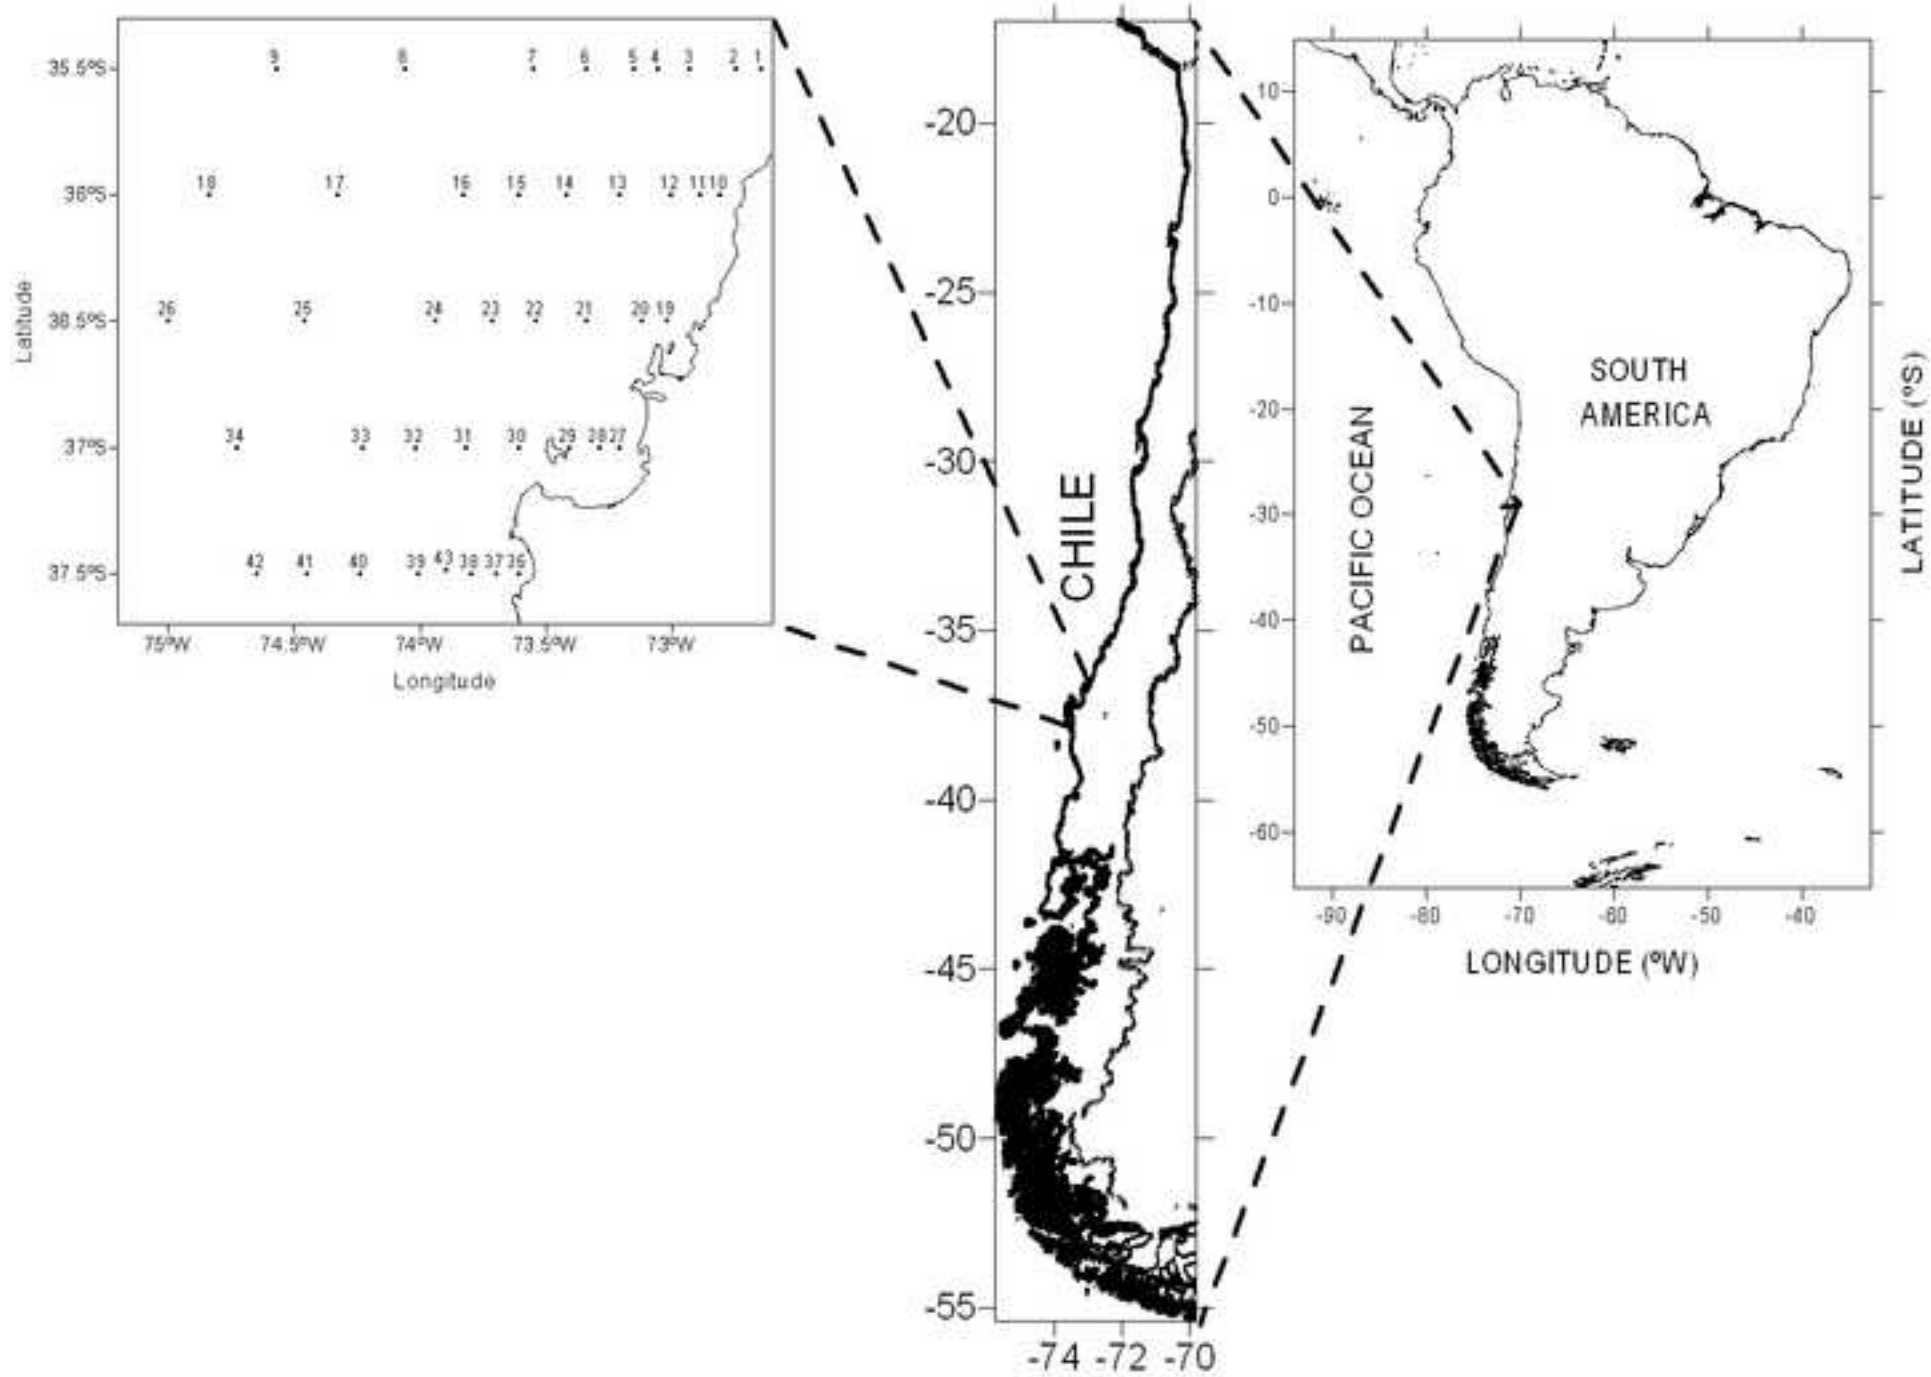 9 8 7 6 5 4 3 2 1
35.5ºS
18 17 16 15 14 13 12 11 10
38ºS
26 25 24 23 22 21 20 19
38.5ºS
34 33 32 31 30 29 28 27
37ºS
42 41 40 39 43 38 37 36
37.5ºS
75ºW 74.5ºW 74ºW 73.5ºW 73ºW
Longitude
Latitude
-20
-25
-30
-35
-40
-45
-50
-55
-74 -72 -70
CHILE
10
0
-10
-20
-30
-40
-50
-60
-90 -80 -70 -60 -50 -40
LONGITUDE (ºW)
LATITUDE (ºS)
PACIFIC OCEAN
SOUTH
AMERICA